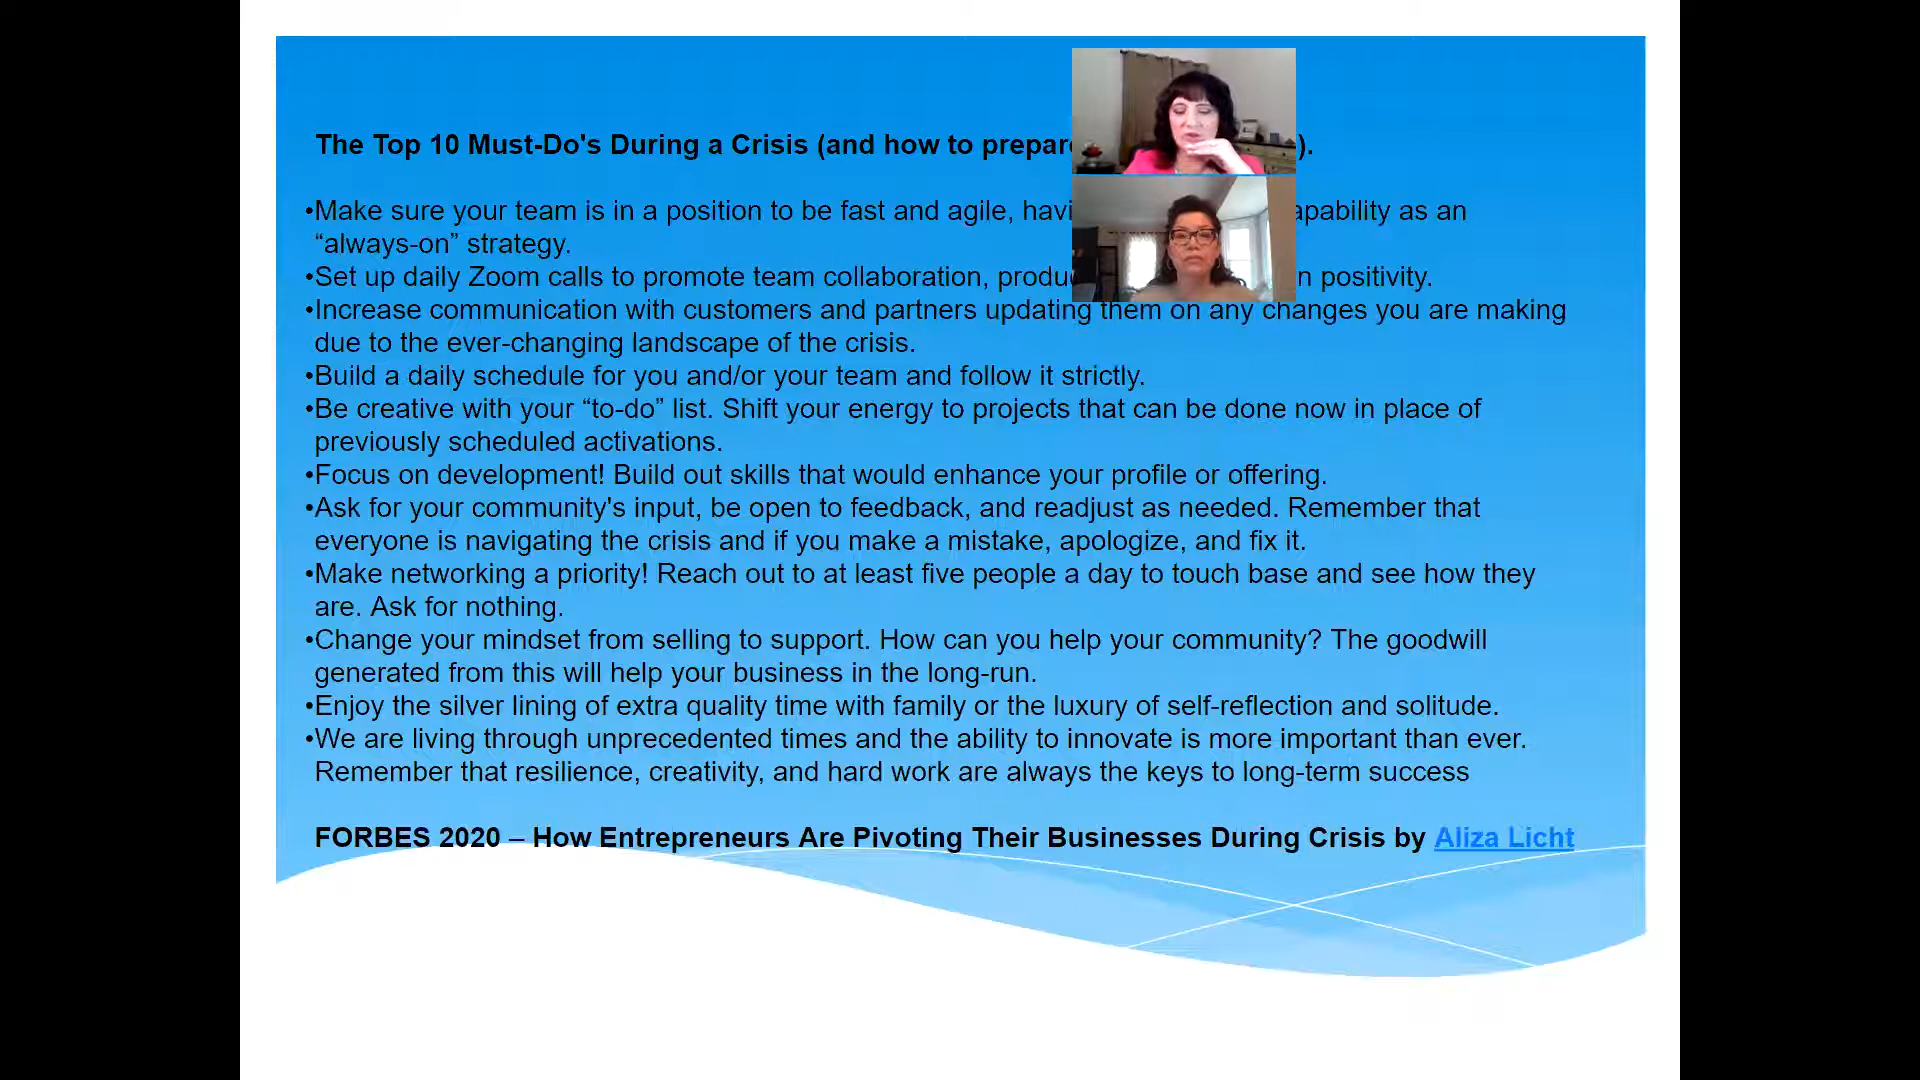 The Top 10 Must-Do's During a Crisis (and how to prepare ).
•Make sure your team is in a position to be fast and agile, as an
“always-on” strategy.
•Set up daily Zoom calls to promote team collaboration, positivity.
•Increase communication with customers and partners updating them on any changes you are making
due to the ever-changing landscape of the crisis.
•Build a daily schedule for you and/or your team and follow it strictly.
•Be creative with your “to-do” list. Shift your energy to projects that can be done now in place of
previously scheduled activations.
•Focus on development! Build out skills that would enhance your profile or offering.
•Ask for your community's input, be open to feedback, and readjust as needed. Remember that
everyone is navigating the crisis and if you make a mistake, apologize, and fix it.
•Make networking a priority! Reach out to at least five people a day to touch base and see how they
are. Ask for nothing.
•Change your mindset from selling to support. How can you help your community? The goodwill
generated from this will help your business in the long-run.
•Enjoy the silver lining of extra quality time with family or the luxury of self-reflection and solitude.
•We are living through unprecedented times and the ability to innovate is more important than ever.
Remember that resilience, creativity, and hard work are always the keys to long-term success
FORBES 2020 – How Entrepreneurs Are Pivoting Their Businesses During Crisis by Aliza Licht